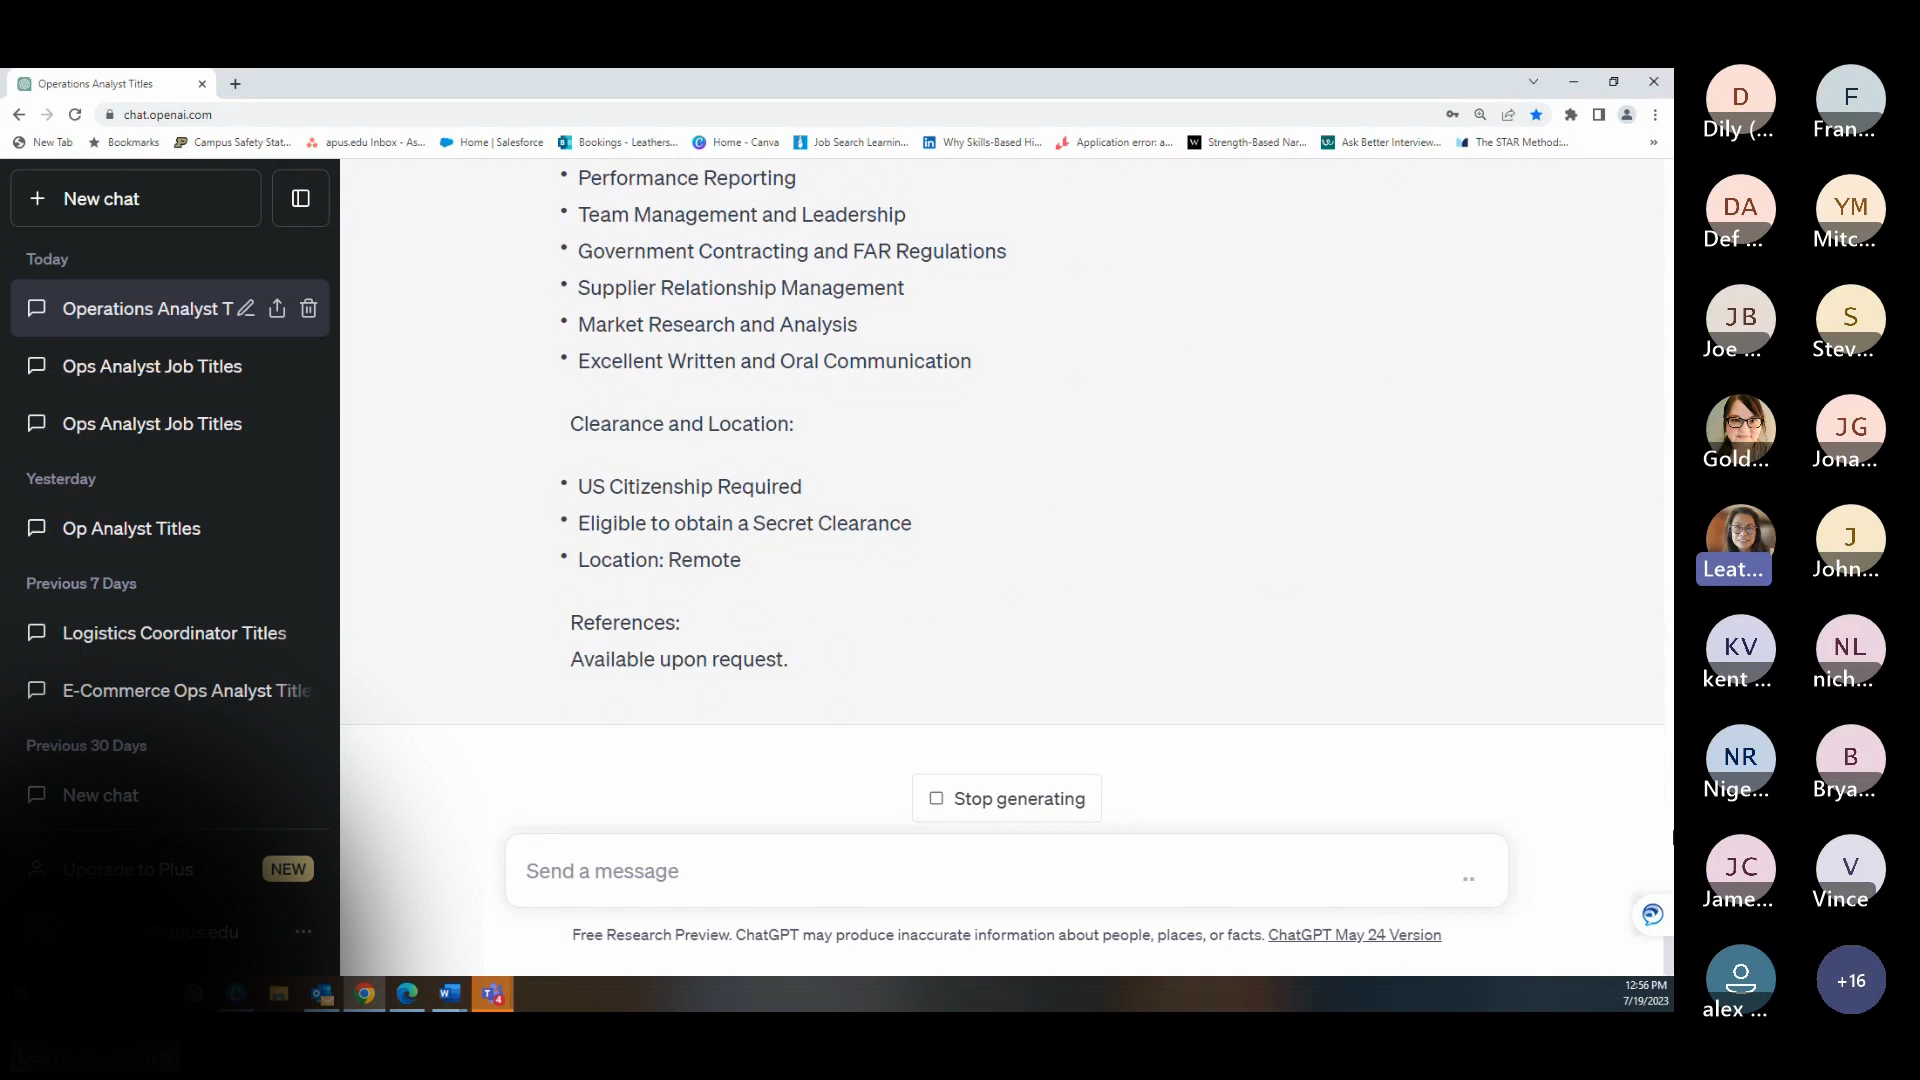 Operations Analyst Titles
chat.openai.com
New Tab
Bookmarks
Campus Safety Stat...
apus.edu Inbox - As...
Home | Salesforce
Bookings - Leathers...
Home - Canva
Job Search Learnin...
Why Skills-Based Hi...
Application error: a...
Strength-Based Nar...
Ask Better Interview...
The STAR Method:...
New chat
Today
Operations Analyst T
Ops Analyst Job Titles
Ops Analyst Job Titles
Yesterday
Op Analyst Titles
Previous 7 Days
Logistics Coordinator Titles
E-Commerce Ops Analyst Title
Previous 30 Days
New chat
Upgrade to Plus
NEW
Performance Reporting
Team Management and Leadership
Government Contracting and FAR Regulations
Supplier Relationship Management
Market Research and Analysis
Excellent Written and Oral Communication
Clearance and Location:
US Citizenship Required
Eligible to obtain a Secret Clearance
Location: Remote
References:
Available upon request.
Stop generating
Send a message
Free Research Preview. ChatGPT may produce inaccurate information about people, places, or facts. ChatGPT May 24 Version
4
12:56 PM
7/19/2023
D
Dily (...
F
Fran...
DA
Def ...
YM
Mitc...
JB
Joe ...
S
Stev...
Gold...
JG
Jona...
Leat...
J
John...
KV
kent ...
NL
nich...
NR
Nige...
B
Brya...
JC
Jame...
V
Vince
alex ...
+16